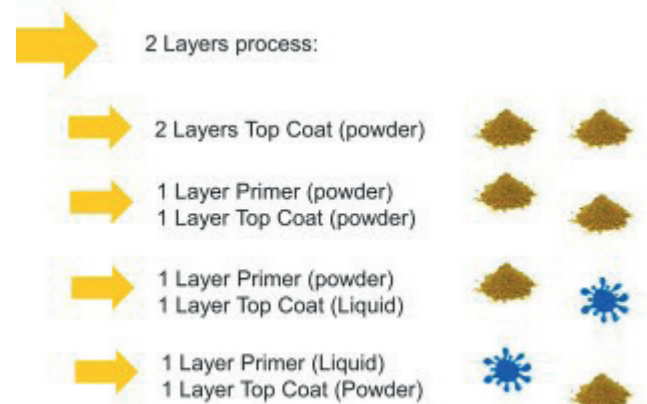 2 Layers process:
2 Layers Top Coat (powder)
1 Layer Primer (powder)
1 Layer Top Coat (powder)
1 Layer Primer (powder)
1 Layer Top Coat (Liquid)
1 Layer Primer (Liquid)
1 Layer Top Coat (Powder)